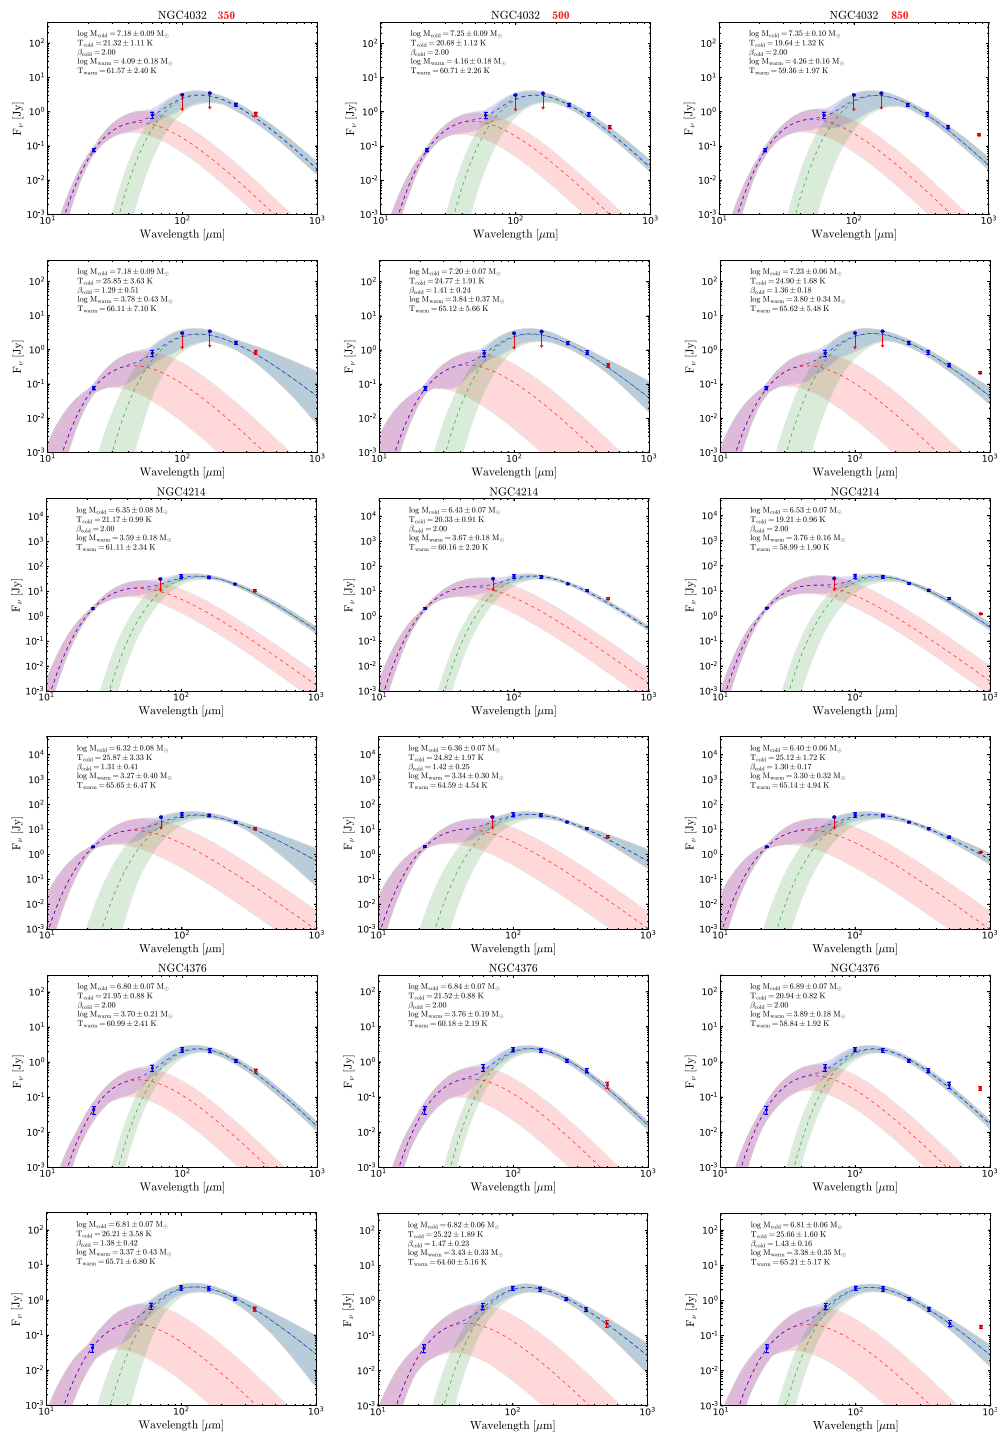 NGC4032 350
log M_cold = 7.18 ± 0.09 M_⊙
T_cold = 21.32 ± 1.11 K
β_cold = 2.00
log M_warm = 4.09 ± 0.18 M_⊙
T_warm = 61.57 ± 2.40 K
F_ν [Jy]
Wavelength [μm]
NGC4032 500
log M_cold = 7.25 ± 0.09 M_⊙
T_cold = 20.68 ± 1.12 K
β_cold = 2.00
log M_warm = 4.16 ± 0.18 M_⊙
T_warm = 60.71 ± 2.26 K
F_ν [Jy]
Wavelength [μm]
NGC4032 850
log M_cold = 7.35 ± 0.10 M_⊙
T_cold = 19.64 ± 1.32 K
β_cold = 2.00
log M_warm = 4.26 ± 0.16 M_⊙
T_warm = 59.36 ± 1.97 K
F_ν [Jy]
Wavelength [μm]
log M_cold = 7.18 ± 0.09 M_⊙
T_cold = 25.85 ± 3.63 K
β_cold = 1.29 ± 0.51
log M_warm = 3.78 ± 0.43 M_⊙
T_warm = 66.11 ± 7.10 K
F_ν [Jy]
Wavelength [μm]
log M_cold = 7.20 ± 0.07 M_⊙
T_cold = 24.77 ± 1.91 K
β_cold = 1.41 ± 0.24
log M_warm = 3.84 ± 0.37 M_⊙
T_warm = 65.12 ± 5.66 K
F_ν [Jy]
Wavelength [μm]
log M_cold = 7.23 ± 0.06 M_⊙
T_cold = 24.90 ± 1.68 K
β_cold = 1.36 ± 0.18
log M_warm = 3.80 ± 0.34 M_⊙
T_warm = 65.62 ± 5.48 K
F_ν [Jy]
Wavelength [μm]
NGC4214
log M_cold = 6.35 ± 0.08 M_⊙
T_cold = 21.17 ± 0.99 K
β_cold = 2.00
log M_warm = 3.59 ± 0.18 M_⊙
T_warm = 61.11 ± 2.34 K
F_ν [Jy]
Wavelength [μm]
NGC4214
log M_cold = 6.43 ± 0.07 M_⊙
T_cold = 20.33 ± 0.91 K
β_cold = 2.00
log M_warm = 3.67 ± 0.18 M_⊙
T_warm = 60.16 ± 2.20 K
F_ν [Jy]
Wavelength [μm]
NGC4214
log M_cold = 6.53 ± 0.07 M_⊙
T_cold = 19.21 ± 0.96 K
β_cold = 2.00
log M_warm = 3.76 ± 0.16 M_⊙
T_warm = 58.99 ± 1.90 K
F_ν [Jy]
Wavelength [μm]
log M_cold = 6.32 ± 0.08 M_⊙
T_cold = 25.87 ± 3.33 K
β_cold = 1.31 ± 0.41
log M_warm = 3.27 ± 0.40 M_⊙
T_warm = 65.65 ± 6.47 K
F_ν [Jy]
Wavelength [μm]
log M_cold = 6.36 ± 0.07 M_⊙
T_cold = 24.82 ± 1.97 K
β_cold = 1.42 ± 0.25
log M_warm = 3.34 ± 0.30 M_⊙
T_warm = 64.59 ± 4.54 K
F_ν [Jy]
Wavelength [μm]
log M_cold = 6.40 ± 0.06 M_⊙
T_cold = 25.12 ± 1.72 K
β_cold = 1.30 ± 0.17
log M_warm = 3.30 ± 0.32 M_⊙
T_warm = 65.14 ± 4.94 K
F_ν [Jy]
Wavelength [μm]
NGC4376
log M_cold = 6.80 ± 0.07 M_⊙
T_cold = 21.95 ± 0.88 K
β_cold = 2.00
log M_warm = 3.70 ± 0.21 M_⊙
T_warm = 60.99 ± 2.41 K
F_ν [Jy]
Wavelength [μm]
NGC4376
log M_cold = 6.84 ± 0.07 M_⊙
T_cold = 21.52 ± 0.88 K
β_cold = 2.00
log M_warm = 3.76 ± 0.19 M_⊙
T_warm = 60.18 ± 2.19 K
F_ν [Jy]
Wavelength [μm]
NGC4376
log M_cold = 6.89 ± 0.07 M_⊙
T_cold = 20.94 ± 0.82 K
β_cold = 2.00
log M_warm = 3.89 ± 0.18 M_⊙
T_warm = 58.84 ± 1.92 K
F_ν [Jy]
Wavelength [μm]
log M_cold = 6.81 ± 0.07 M_⊙
T_cold = 26.21 ± 3.58 K
β_cold = 1.38 ± 0.42
log M_warm = 3.37 ± 0.43 M_⊙
T_warm = 65.71 ± 6.80 K
F_ν [Jy]
Wavelength [μm]
log M_cold = 6.82 ± 0.06 M_⊙
T_cold = 25.22 ± 1.89 K
β_cold = 1.47 ± 0.23
log M_warm = 3.43 ± 0.33 M_⊙
T_warm = 64.60 ± 5.16 K
F_ν [Jy]
Wavelength [μm]
log M_cold = 6.81 ± 0.06 M_⊙
T_cold = 25.66 ± 1.60 K
β_cold = 1.43 ± 0.16
log M_warm = 3.38 ± 0.35 M_⊙
T_warm = 65.21 ± 5.17 K
F_ν [Jy]
Wavelength [μm]